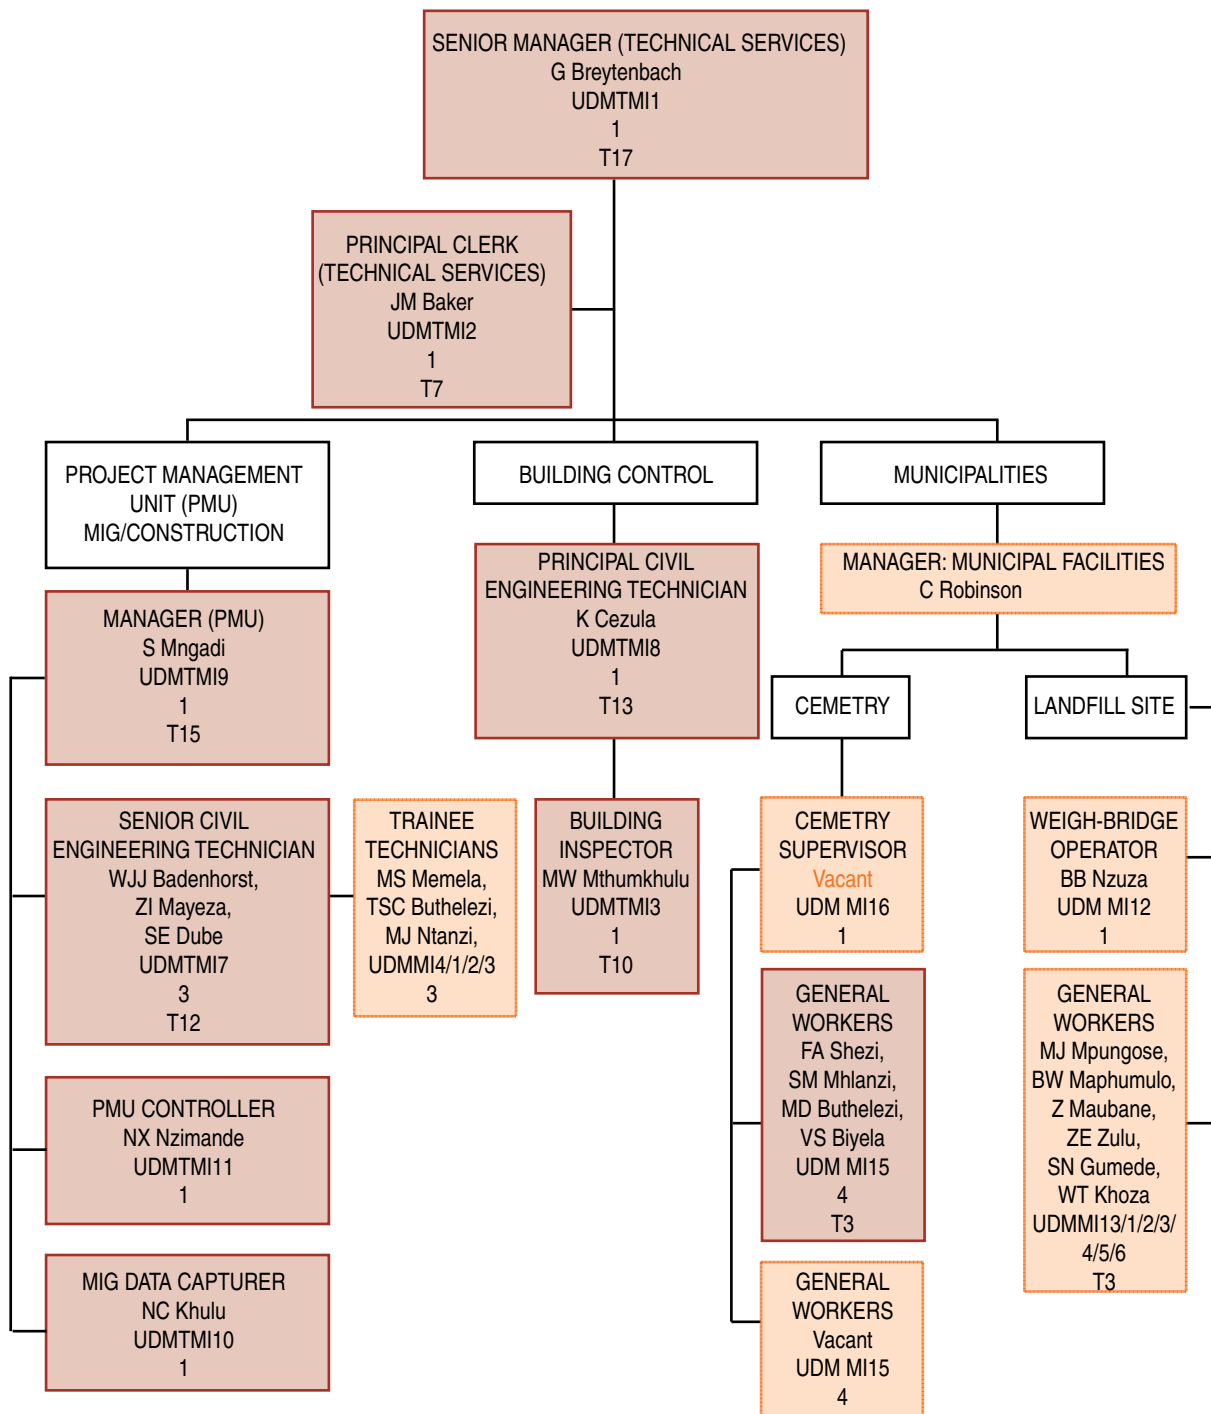 SENIOR MANAGER (TECHNICAL SERVICES)
G Breytenbach
UDMTMI1
1
T17
PRINCIPAL CLERK
(TECHNICAL SERVICES)
JM Baker
UDMTMI2
1
T7
PROJECT MANAGEMENT
UNIT (PMU)
MIG/CONSTRUCTION
BUILDING CONTROL
MUNICIPALITIES
MANAGER (PMU)
S Mngadi
UDMTMI9
1
T15
PRINCIPAL CIVIL
ENGINEERING TECHNICIAN
K Cezula
UDMTMI8
1
T13
MANAGER: MUNICIPAL FACILITIES
C Robinson
CEMETRY
LANDFILL SITE
SENIOR CIVIL
ENGINEERING TECHNICIAN
WJJ Badenhorst,
ZI Mayeza,
SE Dube
UDMTMI7
3
T12
TRAINEE
TECHNICIANS
MS Memela,
TSC Buthelezi,
MJ Ntanzi,
UDMMI4/1/2/3
3
BUILDING
INSPECTOR
MW Mthumkhulu
UDMTMI3
1
T10
CEMETRY
SUPERVISOR
Vacant
UDM MI16
1
WEIGH-BRIDGE
OPERATOR
BB Nzuza
UDM MI12
1
GENERAL
WORKERS
FA Shezi,
SM Mhlanzi,
MD Buthelezi,
VS Biyela
UDM MI15
4
T3
GENERAL
WORKERS
MJ Mpungose,
BW Maphumulo,
Z Maubane,
ZE Zulu,
SN Gumede,
WT Khoza
UDMMI13/1/2/3/
4/5/6
T3
PMU CONTROLLER
NX Nzimande
UDMTMI11
1
MIG DATA CAPTURER
NC Khulu
UDMTMI10
1
GENERAL
WORKERS
Vacant
UDM MI15
4